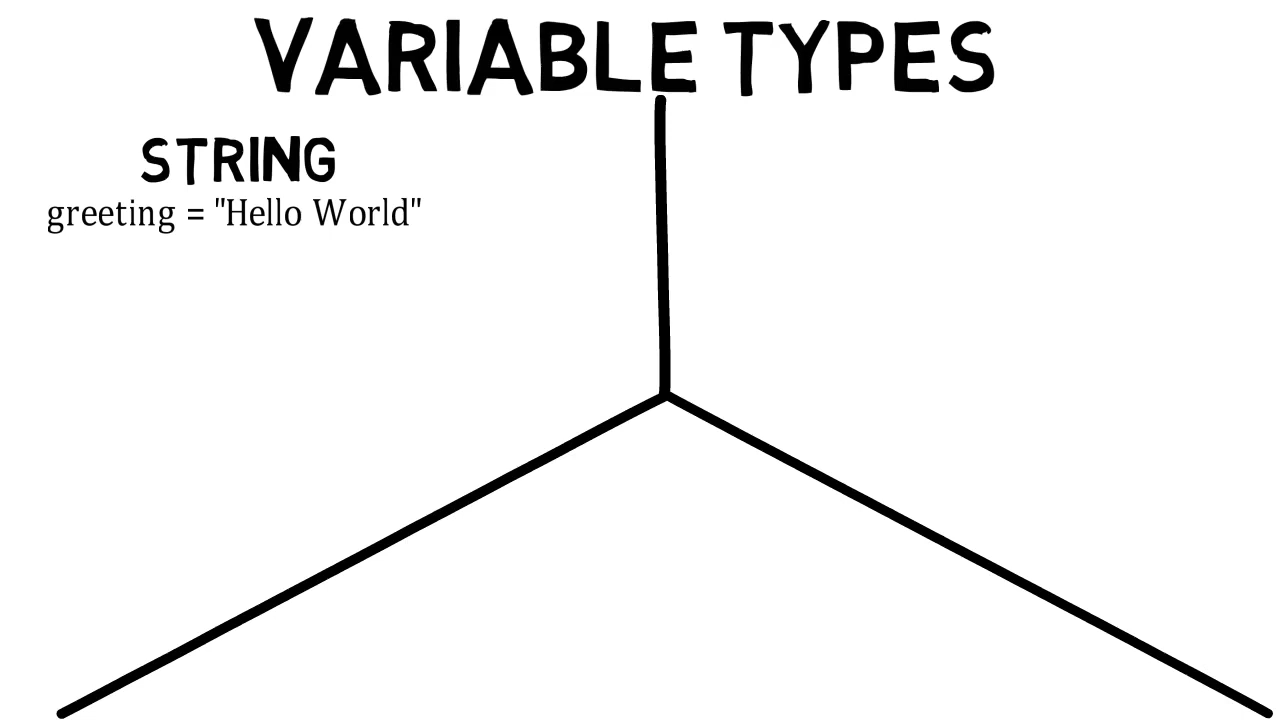 VARIABLE TYPES
STRING
greeting = "Hello World"